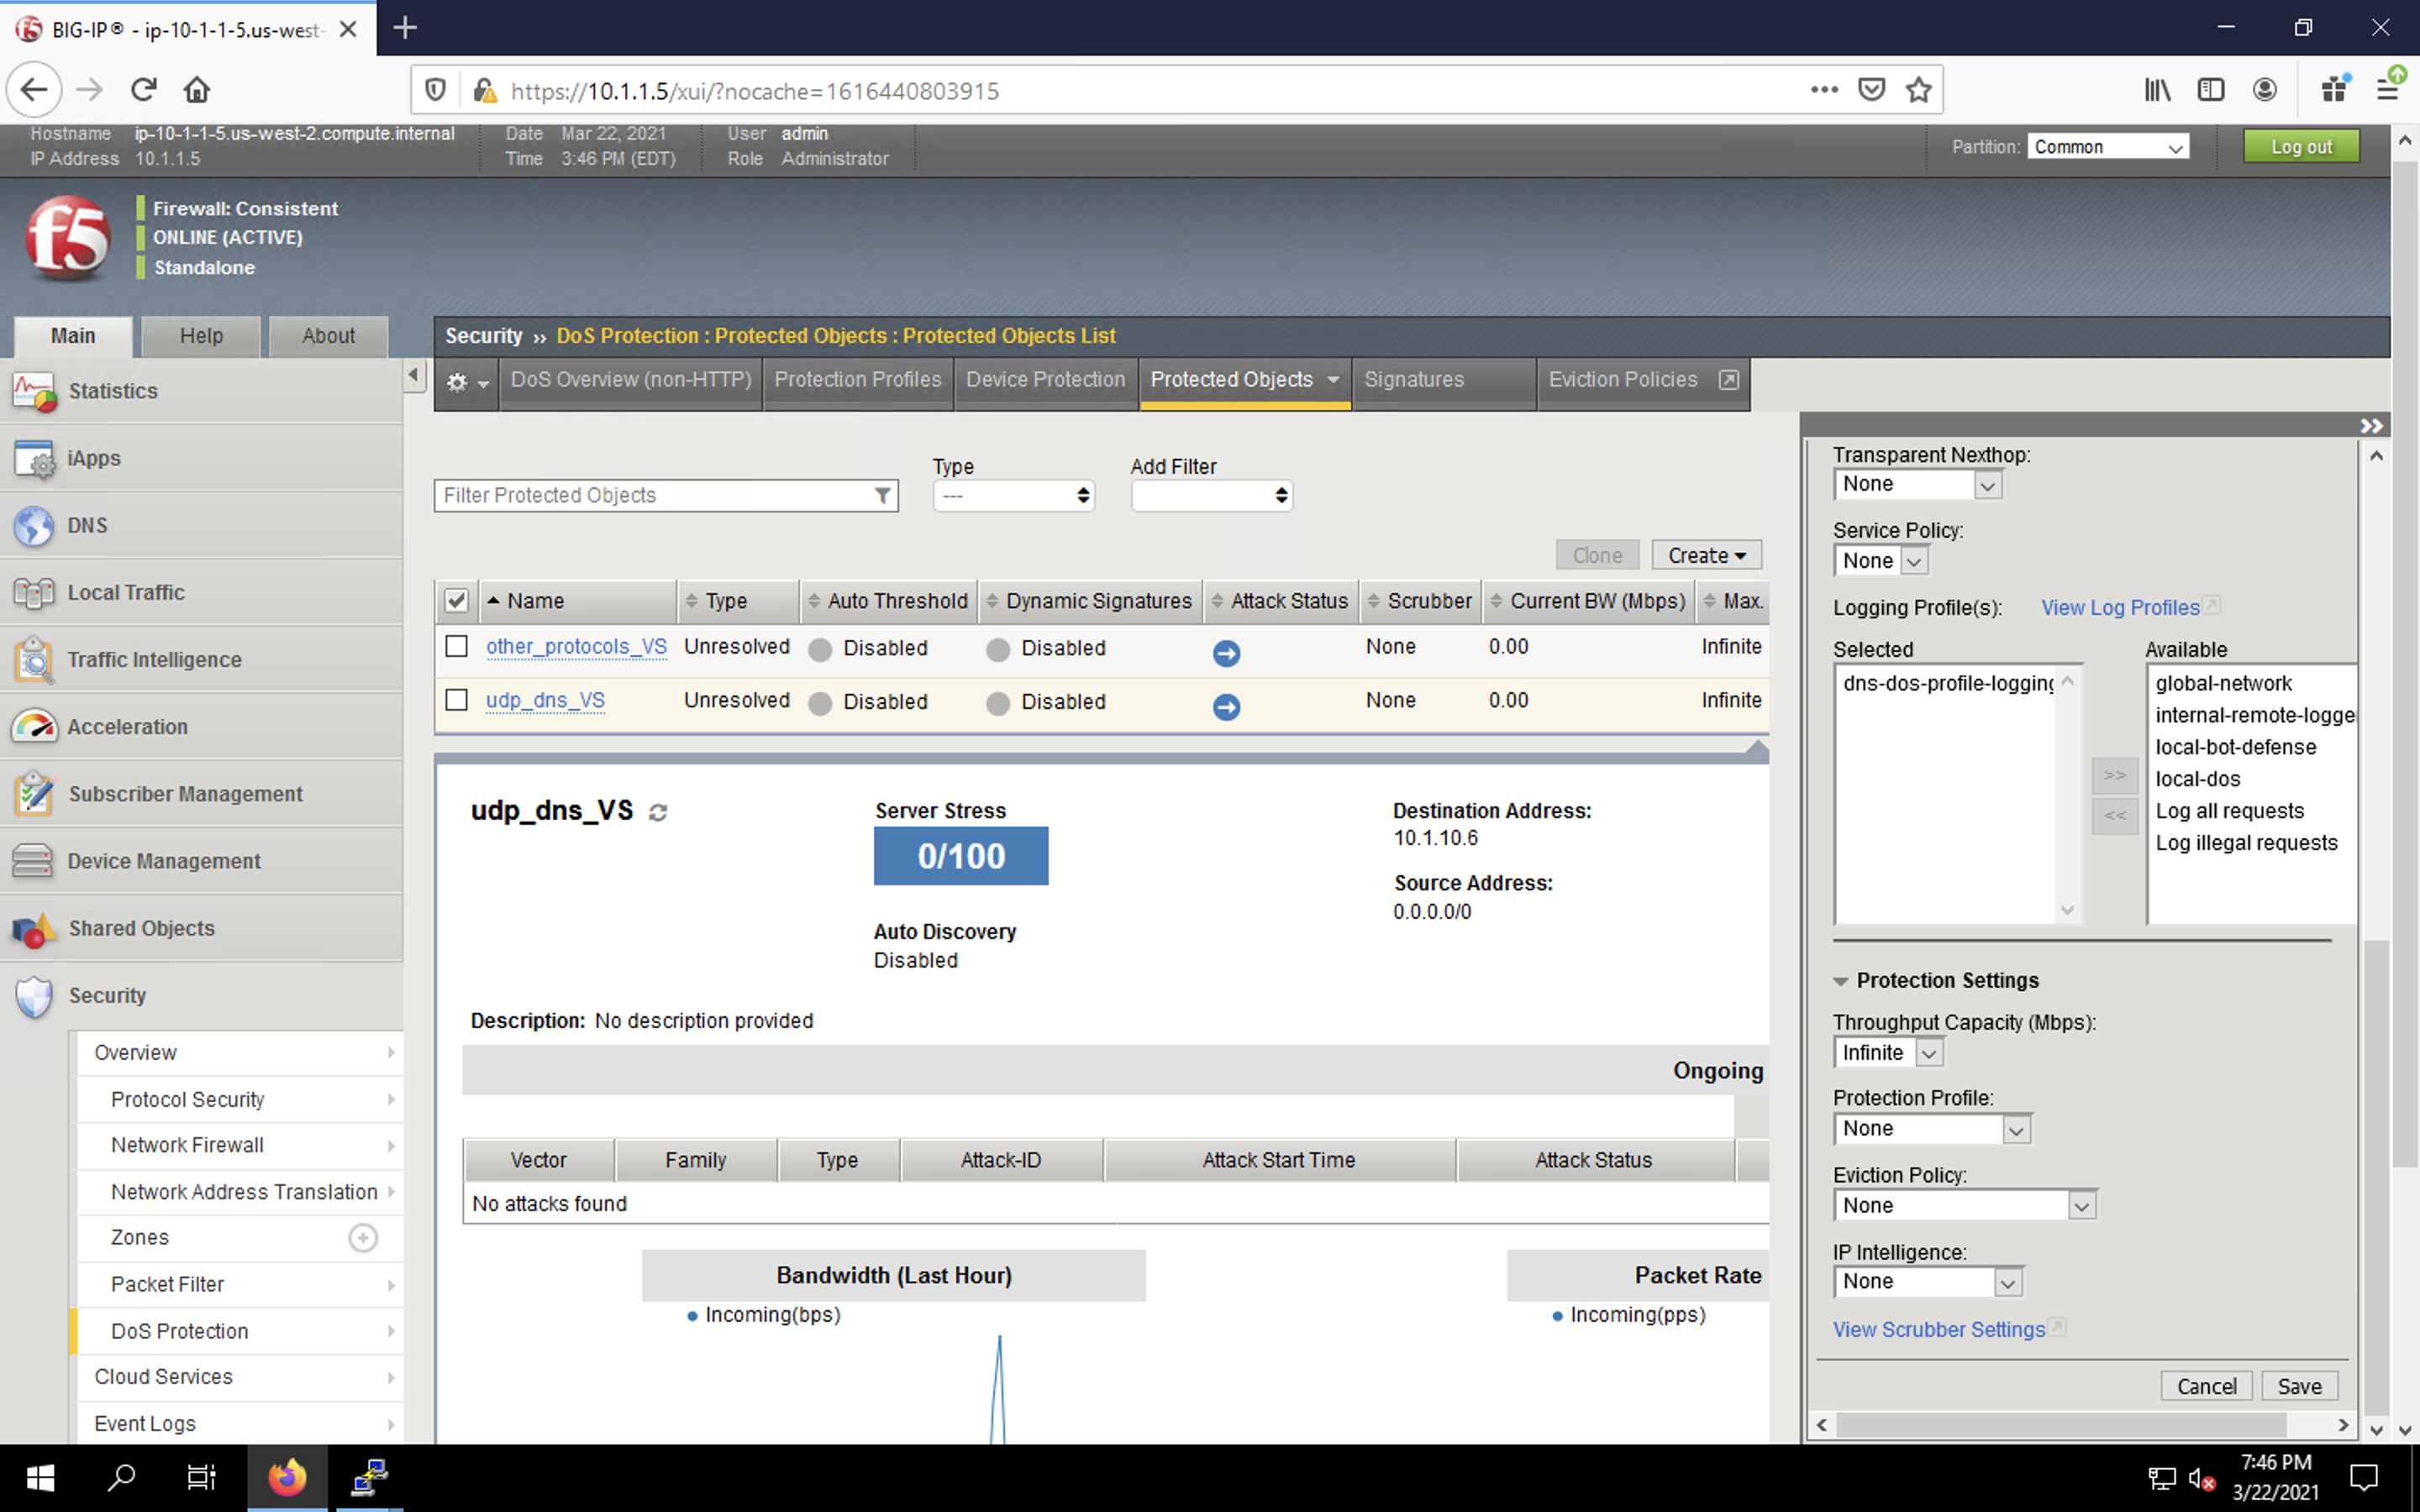 BIG-IP® - ip-10-1-1-5.us-west-
https://10.1.1.5/xui/?nocache=1616440803915
Hostname ip-10-1-1-5.us-west-2.compute.internal
IP Address 10.1.1.5
Date Mar 22, 2021
Time 3:46 PM (EDT)
User admin
Role Administrator
Partition: Common
Log out
f5
Firewall: Consistent
ONLINE (ACTIVE)
Standalone
Main Help About
Security ›› DoS Protection : Protected Objects : Protected Objects List
DoS Overview (non-HTTP) Protection Profiles Device Protection Protected Objects Signatures Eviction Policies
Statistics
iApps
DNS
Local Traffic
Traffic Intelligence
Acceleration
Subscriber Management
Device Management
Shared Objects
Security
Overview
Protocol Security
Network Firewall
Network Address Translation
Zones
Packet Filter
DoS Protection
Cloud Services
Event Logs
Type Add Filter
Filter Protected Objects ---
Clone Create
Name Type Auto Threshold Dynamic Signatures Attack Status Scrubber Current BW (Mbps) Max.
other_protocols_VS Unresolved Disabled Disabled None 0.00 Infinite
udp_dns_VS Unresolved Disabled Disabled None 0.00 Infinite
udp_dns_VS
Server Stress
0/100
Auto Discovery
Disabled
Destination Address:
10.1.10.6
Source Address:
0.0.0.0/0
Description: No description provided
Ongoing
Vector Family Type Attack-ID Attack Start Time Attack Status
No attacks found
Bandwidth (Last Hour)
Incoming(bps)
Packet Rate
Incoming(pps)
Transparent Nexthop:
None
Service Policy:
None
Logging Profile(s): View Log Profiles
Selected Available
dns-dos-profile-logging
>>
<<
global-network
internal-remote-logge
local-bot-defense
local-dos
Log all requests
Log illegal requests
Protection Settings
Throughput Capacity (Mbps):
Infinite
Protection Profile:
None
Eviction Policy:
None
IP Intelligence:
None
View Scrubber Settings
Cancel Save
7:46 PM
3/22/2021